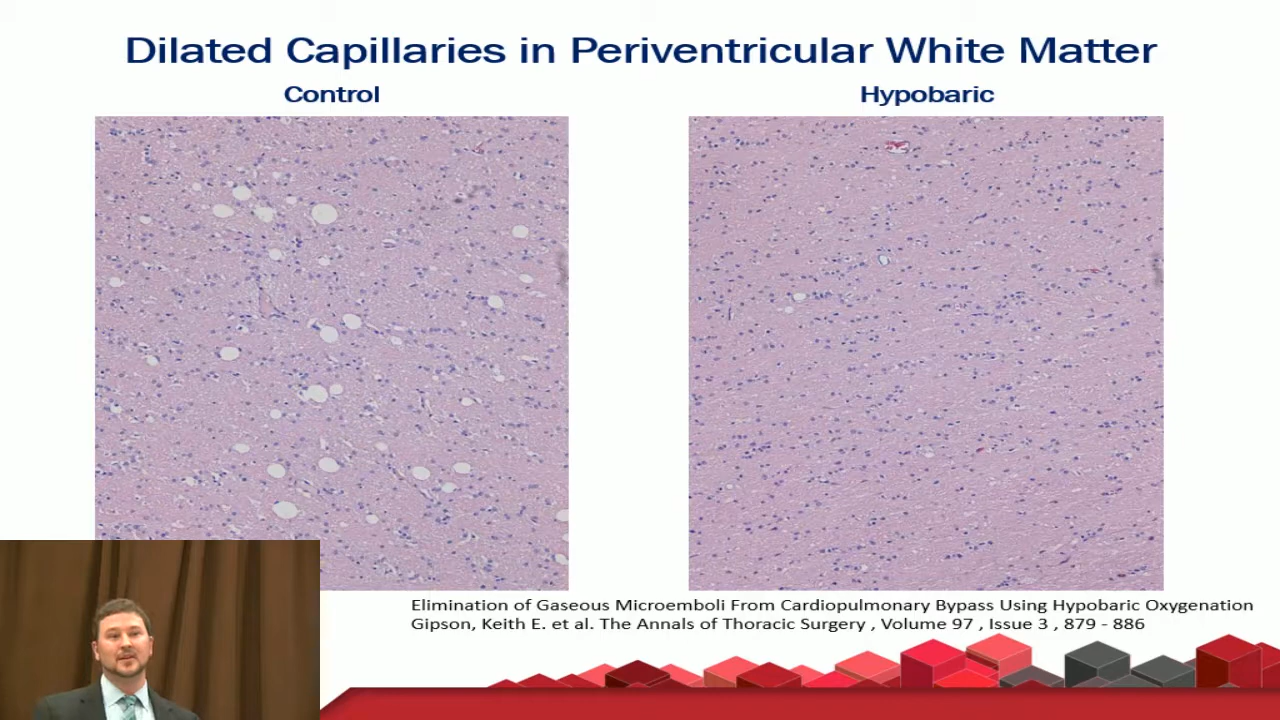 Dilated Capillaries in Periventricular White Matter
Control
Hypobaric
Elimination of Gaseous Microemboli From Cardiopulmonary Bypass Using Hypobaric Oxygenation
Gipson, Keith E. et al. The Annals of Thoracic Surgery , Volume 97 , Issue 3 , 879 - 886